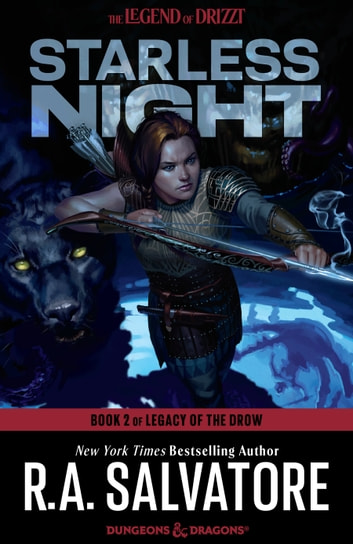 THE LEGEND OF DRIZZT
STARLESS
NIGHT
BOOK 2 OF LEGACY OF THE DROW
New York Times Bestselling Author
R.A. SALVATORE
DUNGEONS & DRAGONS®